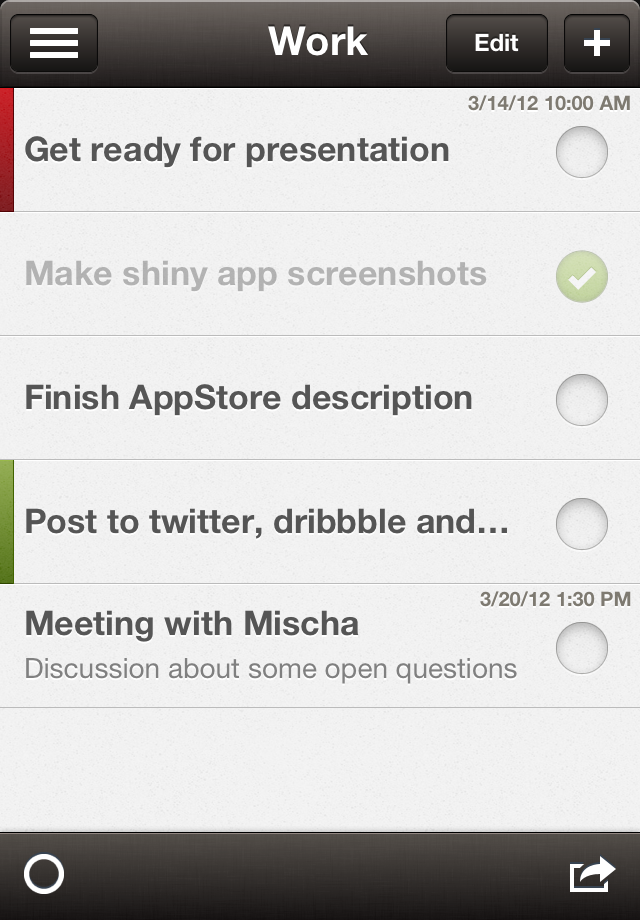 Work
Edit
3/14/12 10:00 AM
Get ready for presentation
Make shiny app screenshots
Finish AppStore description
Post to twitter, dribbble and...
3/20/12 1:30 PM
Meeting with Mischa
Discussion about some open questions